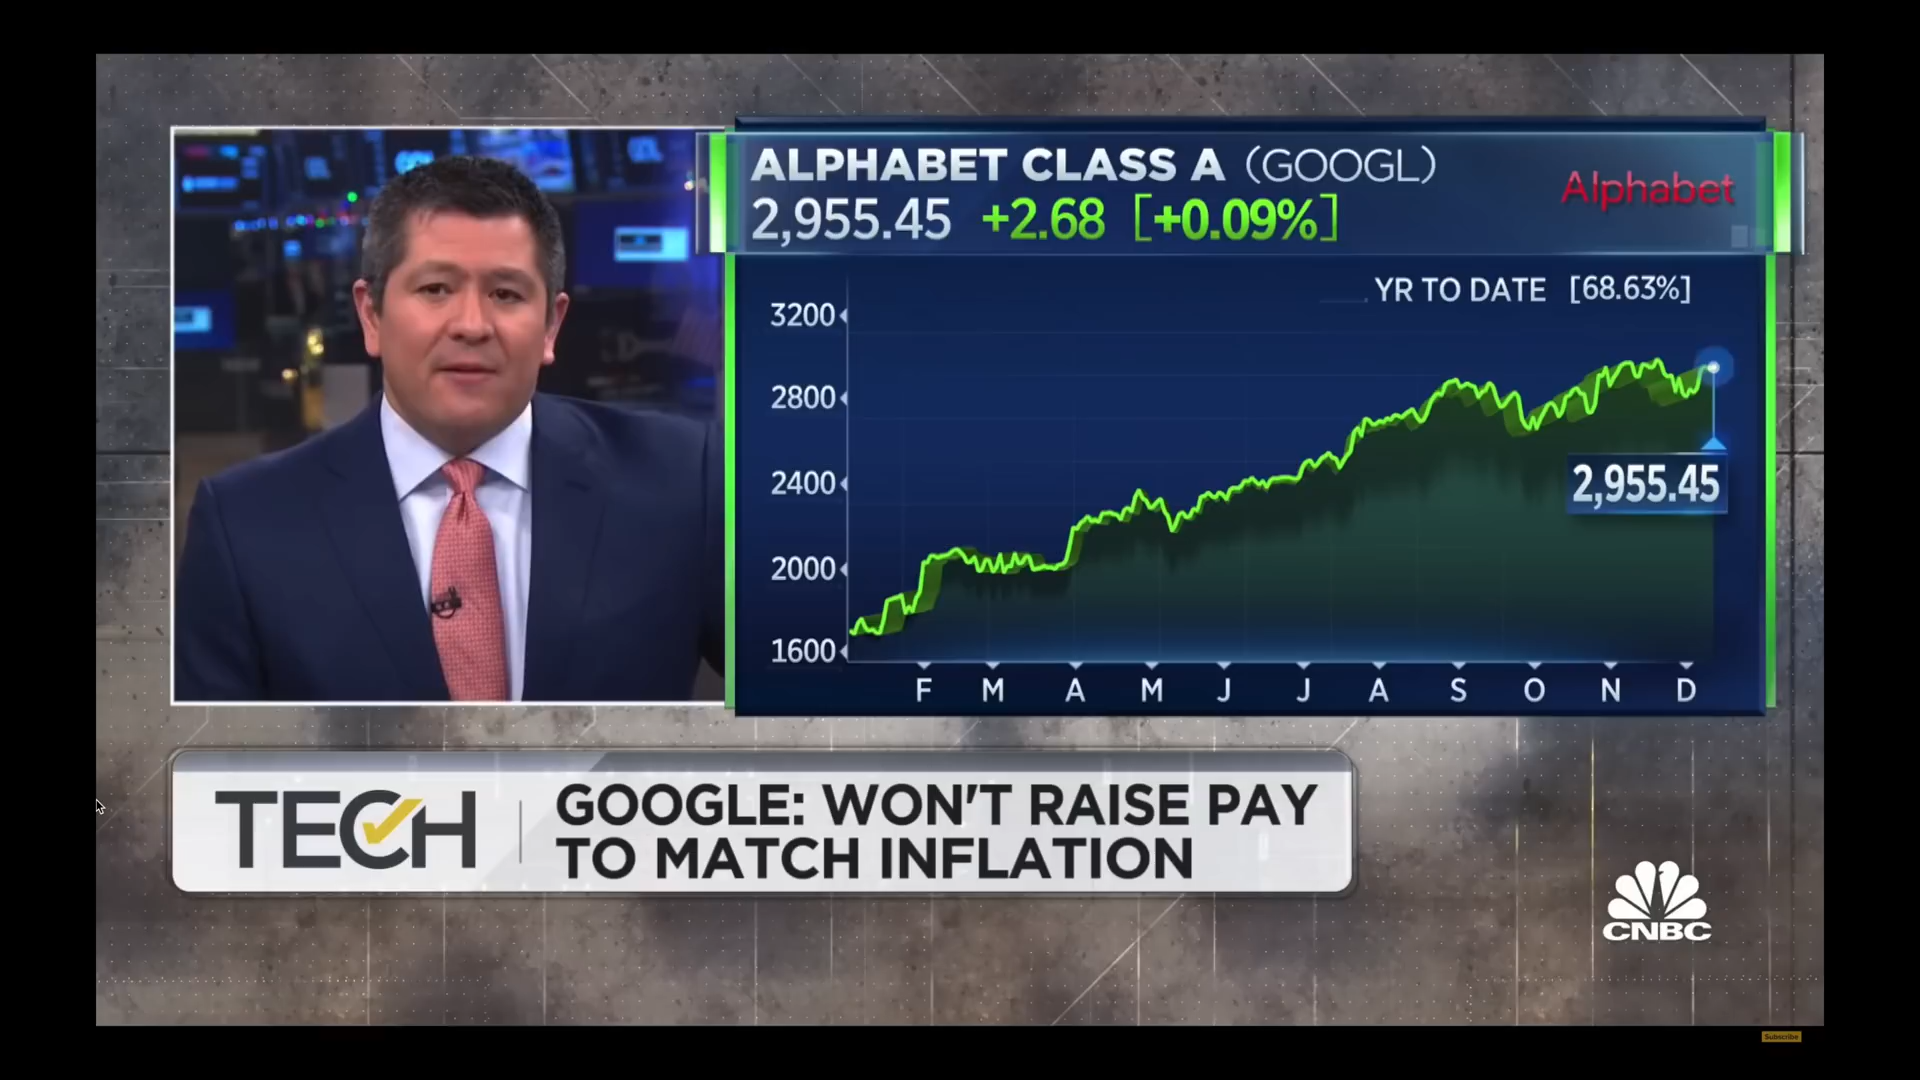 ALPHABET CLASS A (GOOGL)
2,955.45 +2.68 [+0.09%]
Alphabet
YR TO DATE [68.63%]
3200
2800
2400
2000
1600
2,955.45
F M A M J J A S O N D
TECH
GOOGLE: WON'T RAISE PAY
TO MATCH INFLATION
CNBC
Subscribe